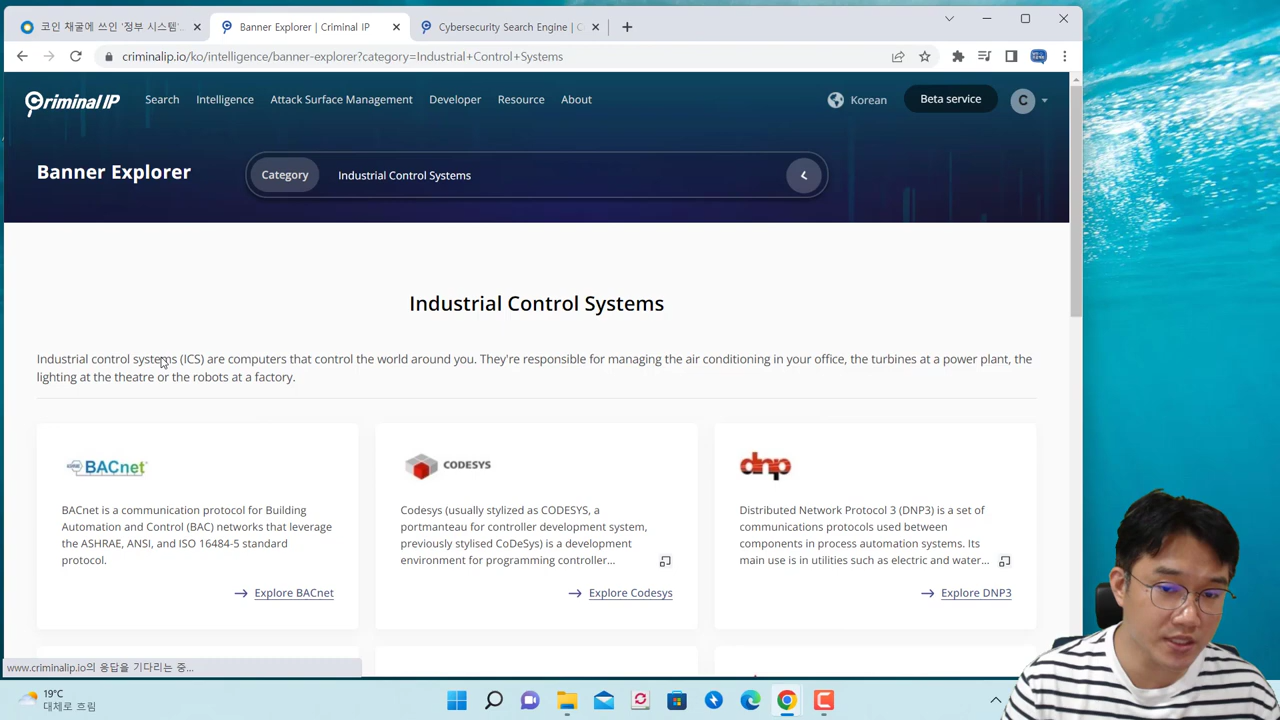 코인 채굴에 쓰인 '정부 시스템'.
Banner Explorer | Criminal IP
Cybersecurity Search Engine | C
criminalip.io/ko/intelligence/banner-explorer?category=Industrial+Control+Systems
Criminal IP
Search
Intelligence
Attack Surface Management
Developer
Resource
About
Korean
Beta service
C
Banner Explorer
Category
Industrial Control Systems
Industrial Control Systems
Industrial control systems (ICS) are computers that control the world around you. They're responsible for managing the air conditioning in your office, the turbines at a power plant, the
lighting at the theatre or the robots at a factory.
BACnet
BACnet is a communication protocol for Building
Automation and Control (BAC) networks that leverage
the ASHRAE, ANSI, and ISO 16484-5 standard
protocol.
Explore BACnet
CODESYS
Codesys (usually stylized as CODESYS, a
portmanteau for controller development system,
previously stylised CoDeSys) is a development
environment for programming controller...
Explore Codesys
dnp
Distributed Network Protocol 3 (DNP3) is a set of
communications protocols used between
components in process automation systems. Its
main use is in utilities such as electric and water...
Explore DNP3
www.criminalip.io의 응답을 기다리는 중...
19°C
대체로 흐림